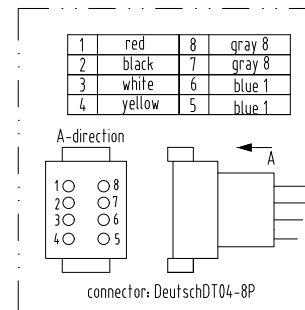 1 red 8 gray 8
2 black 7 gray 8
3 white 6 blue 1
4 yellow 5 blue 1
A-direction
A
1 8
2 7
3 6
4 5
connector: DeutschDT04-8P